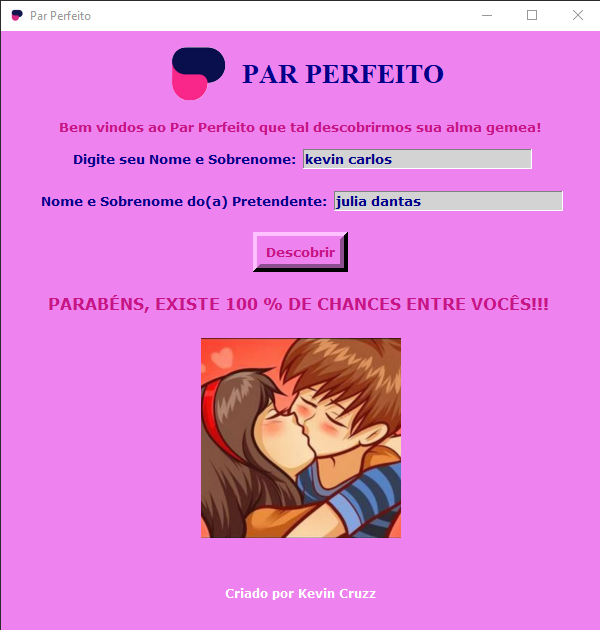 Par Perfeito
PAR PERFEITO
Bem vindos ao Par Perfeito que tal descobrirmos sua alma gemea!
Digite seu Nome e Sobrenome: kevin carlos
Nome e Sobrenome do(a) Pretendente: julia dantas
Descobrir
PARABÉNS, EXISTE 100 % DE CHANCES ENTRE VOCÊS!!!
Criado por Kevin Cruzz